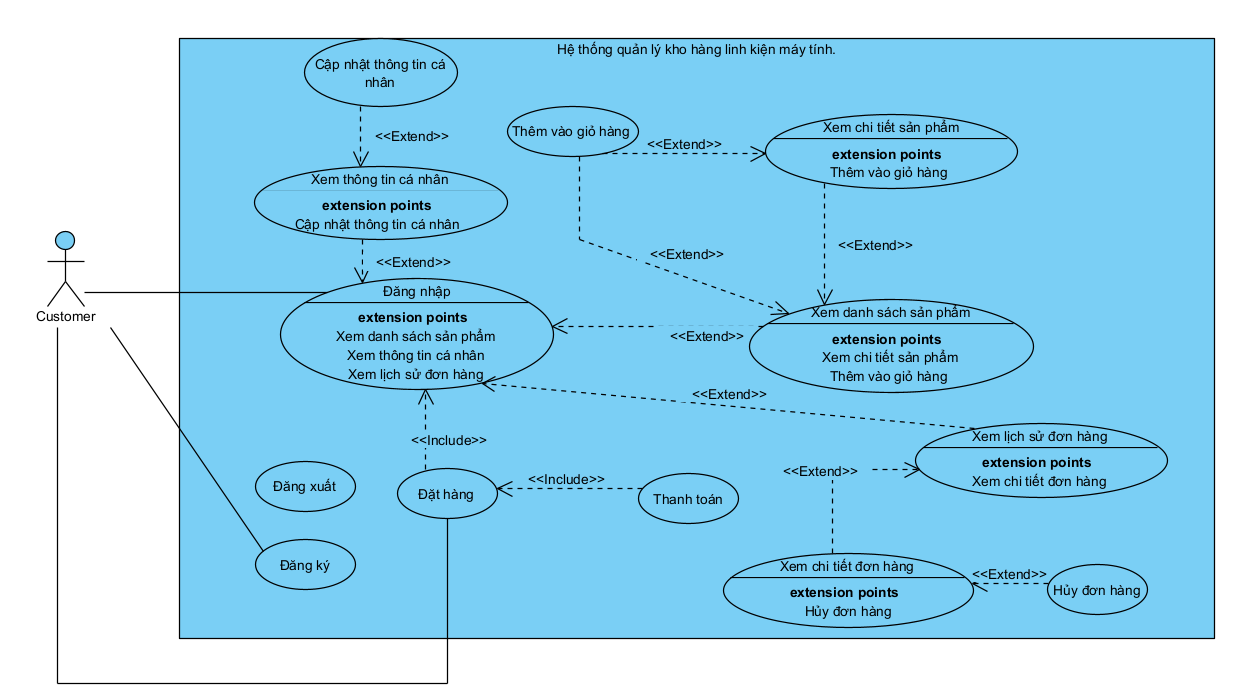 Hệ thống quản lý kho hàng linh kiện máy tính.
Cập nhật thông tin cá
nhân
<<Extend>>
Xem thông tin cá nhân
extension points
Cập nhật thông tin cá nhân
<<Extend>>
Thêm vào giỏ hàng
<<Extend>>
Xem chi tiết sản phẩm
extension points
Thêm vào giỏ hàng
<<Extend>>
<<Extend>>
Customer
Đăng nhập
extension points
Xem danh sách sản phẩm
Xem thông tin cá nhân
Xem lịch sử đơn hàng
<<Extend>>
Xem danh sách sản phẩm
extension points
Xem chi tiết sản phẩm
Thêm vào giỏ hàng
<<Extend>>
<<Include>>
Xem lịch sử đơn hàng
extension points
Xem chi tiết đơn hàng
<<Extend>>
Đăng xuất
Đặt hàng
<<Include>>
Thanh toán
Đăng ký
Xem chi tiết đơn hàng
extension points
Hủy đơn hàng
<<Extend>>
Hủy đơn hàng